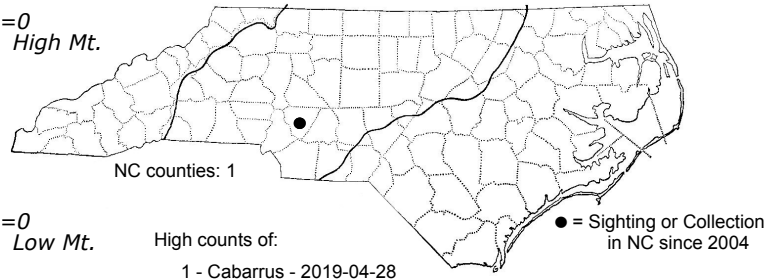 =0
High Mt.
NC counties: 1
=0
Low Mt.
High counts of:
1 - Cabarrus - 2019-04-28
● = Sighting or Collection
in NC since 2004